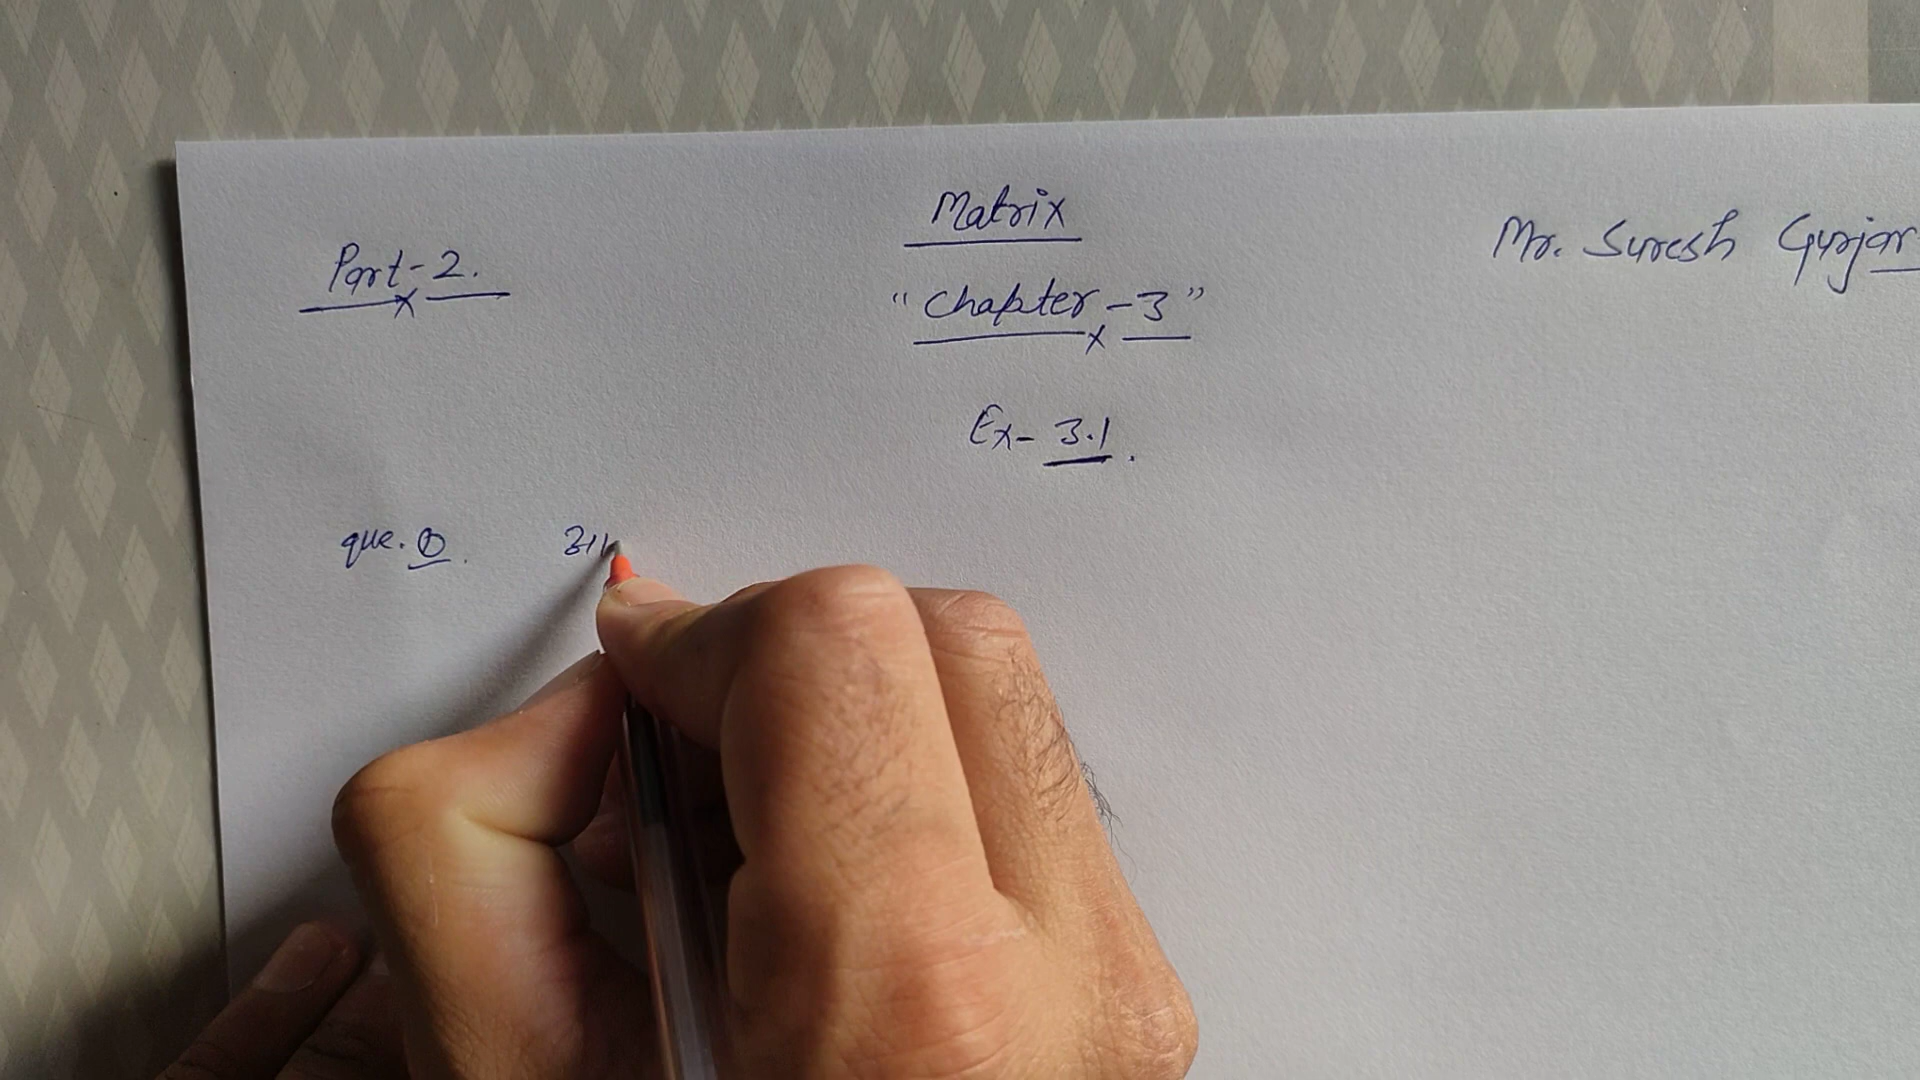 Matrix
Part-2.
Mr. Suresh Gurjar
"Chapter-3"
Ex- 3.1.
que. ①.